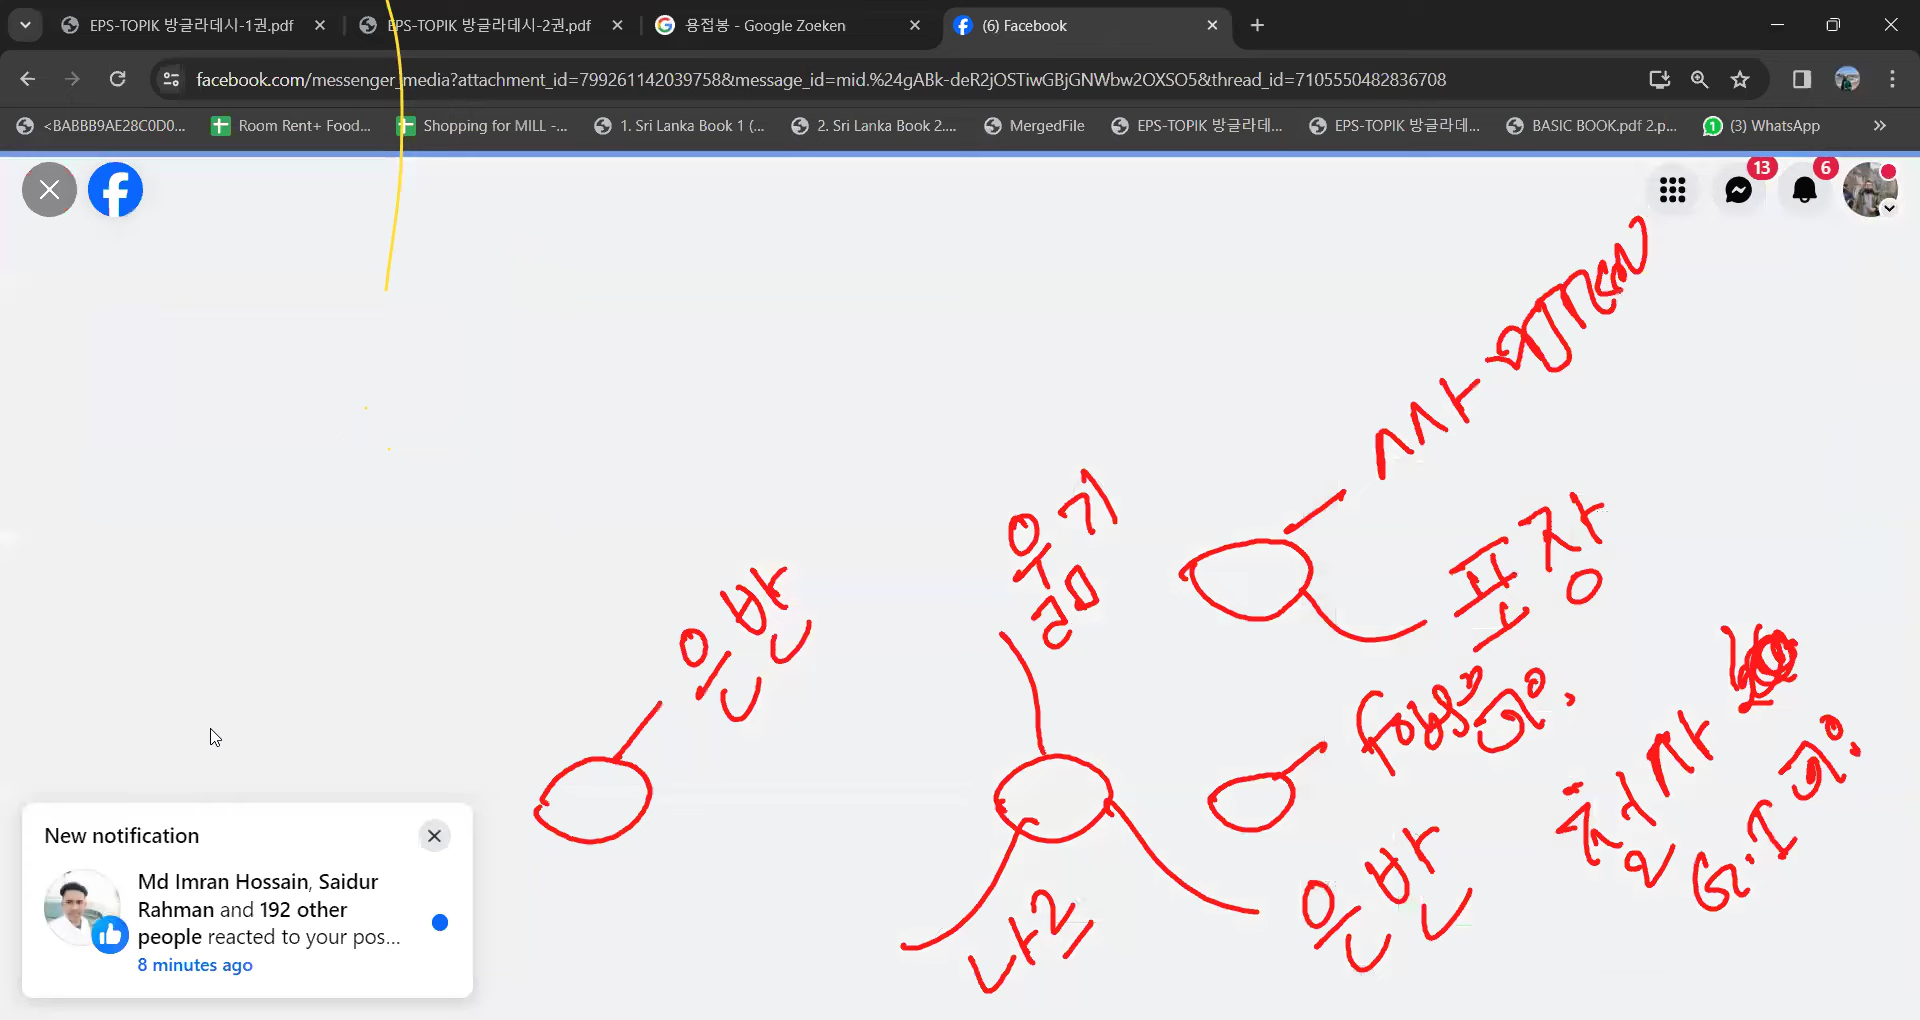 EPS-TOPIK 방글라데시-1권.pdf
EPS-TOPIK 방글라데시-2권.pdf
용접봉 - Google Zoeken
(6) Facebook
facebook.com/messenger_media?attachment_id=799261142039758&message_id=mid.%24gABk-deR2jOSTiwGBjGNWbw2OXSO5&thread_id=7105550482836708
<BABBB9AE28C0D0...
Room Rent+ Food...
Shopping for MILL -...
1. Sri Lanka Book 1 (...
2. Sri Lanka Book 2....
MergedFile
EPS-TOPIK 방글라데...
EPS-TOPIK 방글라데...
BASIC BOOK.pdf 2.p...
(3) WhatsApp
13
6
옮기
포장
운반
나르
운반
New notification
Md Imran Hossain, Saidur
Rahman and 192 other
people reacted to your pos...
8 minutes ago